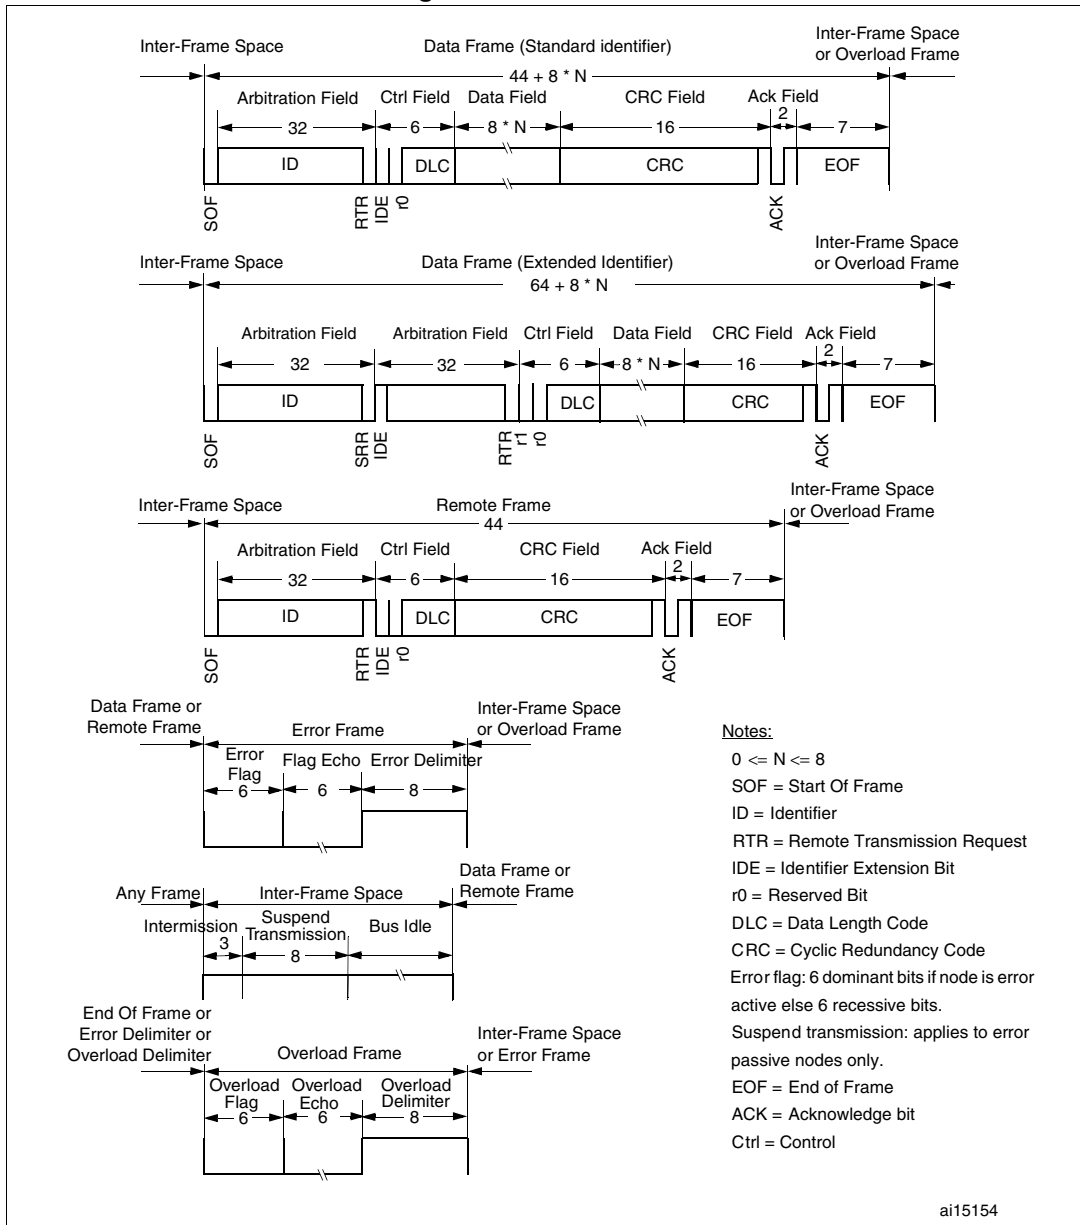 Inter-Frame Space
Data Frame (Standard identifier)
Inter-Frame Space
or Overload Frame
44 + 8 * N
Arbitration Field
Ctrl Field
Data Field
CRC Field
Ack Field
32
6
8 * N
16
2
7
ID
DLC
CRC
EOF
SOF
RTR
IDE
r0
ACK
Inter-Frame Space
Data Frame (Extended Identifier)
Inter-Frame Space
or Overload Frame
64 + 8 * N
Arbitration Field
Arbitration Field
Ctrl Field
Data Field
CRC Field
Ack Field
32
32
6
8 * N
16
2
7
ID
DLC
CRC
EOF
SOF
SRR
IDE
RTR
r1
r0
ACK
Inter-Frame Space
Remote Frame
Inter-Frame Space
or Overload Frame
44
Arbitration Field
Ctrl Field
CRC Field
Ack Field
32
6
16
2
7
ID
DLC
CRC
EOF
SOF
RTR
IDE
r0
ACK
Data Frame or
Remote Frame
Error Frame
Inter-Frame Space
or Overload Frame
Error
Flag
Flag Echo
Error Delimiter
6
6
8
Any Frame
Inter-Frame Space
Data Frame or
Remote Frame
Intermission
3
Suspend
Transmission
8
Bus Idle
End Of Frame or
Error Delimiter or
Overload Delimiter
Overload Frame
Inter-Frame Space
or Error Frame
Overload
Flag
Overload
Echo
Overload
Delimiter
6
6
8
Notes:
0 <= N <= 8
SOF = Start Of Frame
ID = Identifier
RTR = Remote Transmission Request
IDE = Identifier Extension Bit
r0 = Reserved Bit
DLC = Data Length Code
CRC = Cyclic Redundancy Code
Error flag: 6 dominant bits if node is error
active else 6 recessive bits.
Suspend transmission: applies to error
passive nodes only.
EOF = End of Frame
ACK = Acknowledge bit
Ctrl = Control
ai15154